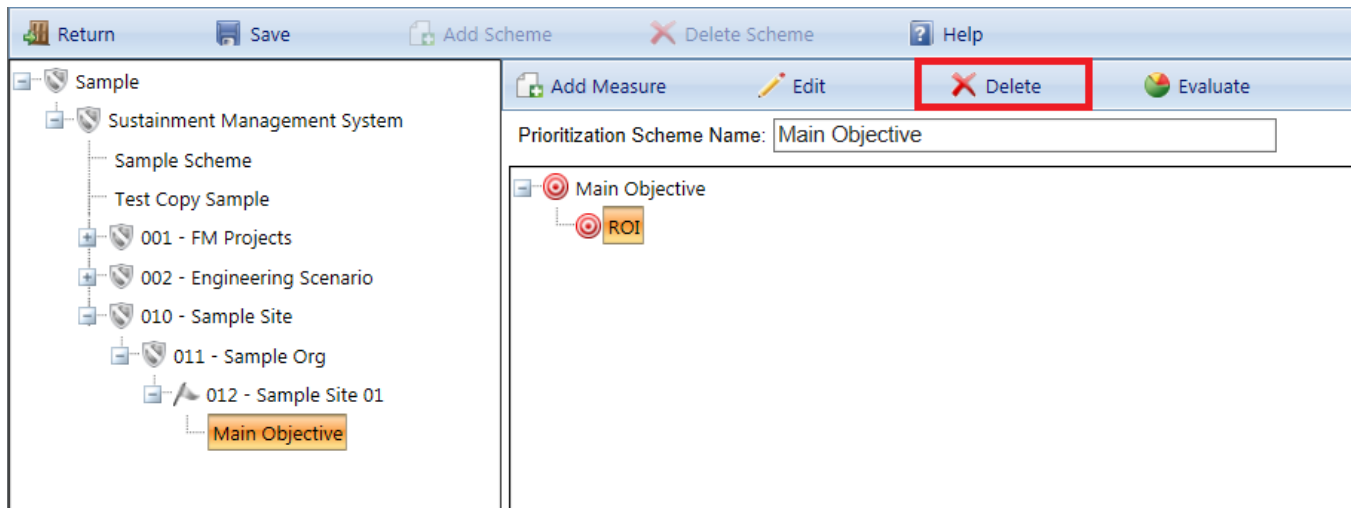 Return Save Add Scheme Delete Scheme Help
Sample
Sustainment Management System
Sample Scheme
Test Copy Sample
001 - FM Projects
002 - Engineering Scenario
010 - Sample Site
011 - Sample Org
012 - Sample Site 01
Main Objective
Add Measure Edit Delete Evaluate
Prioritization Scheme Name: Main Objective
Main Objective
ROI